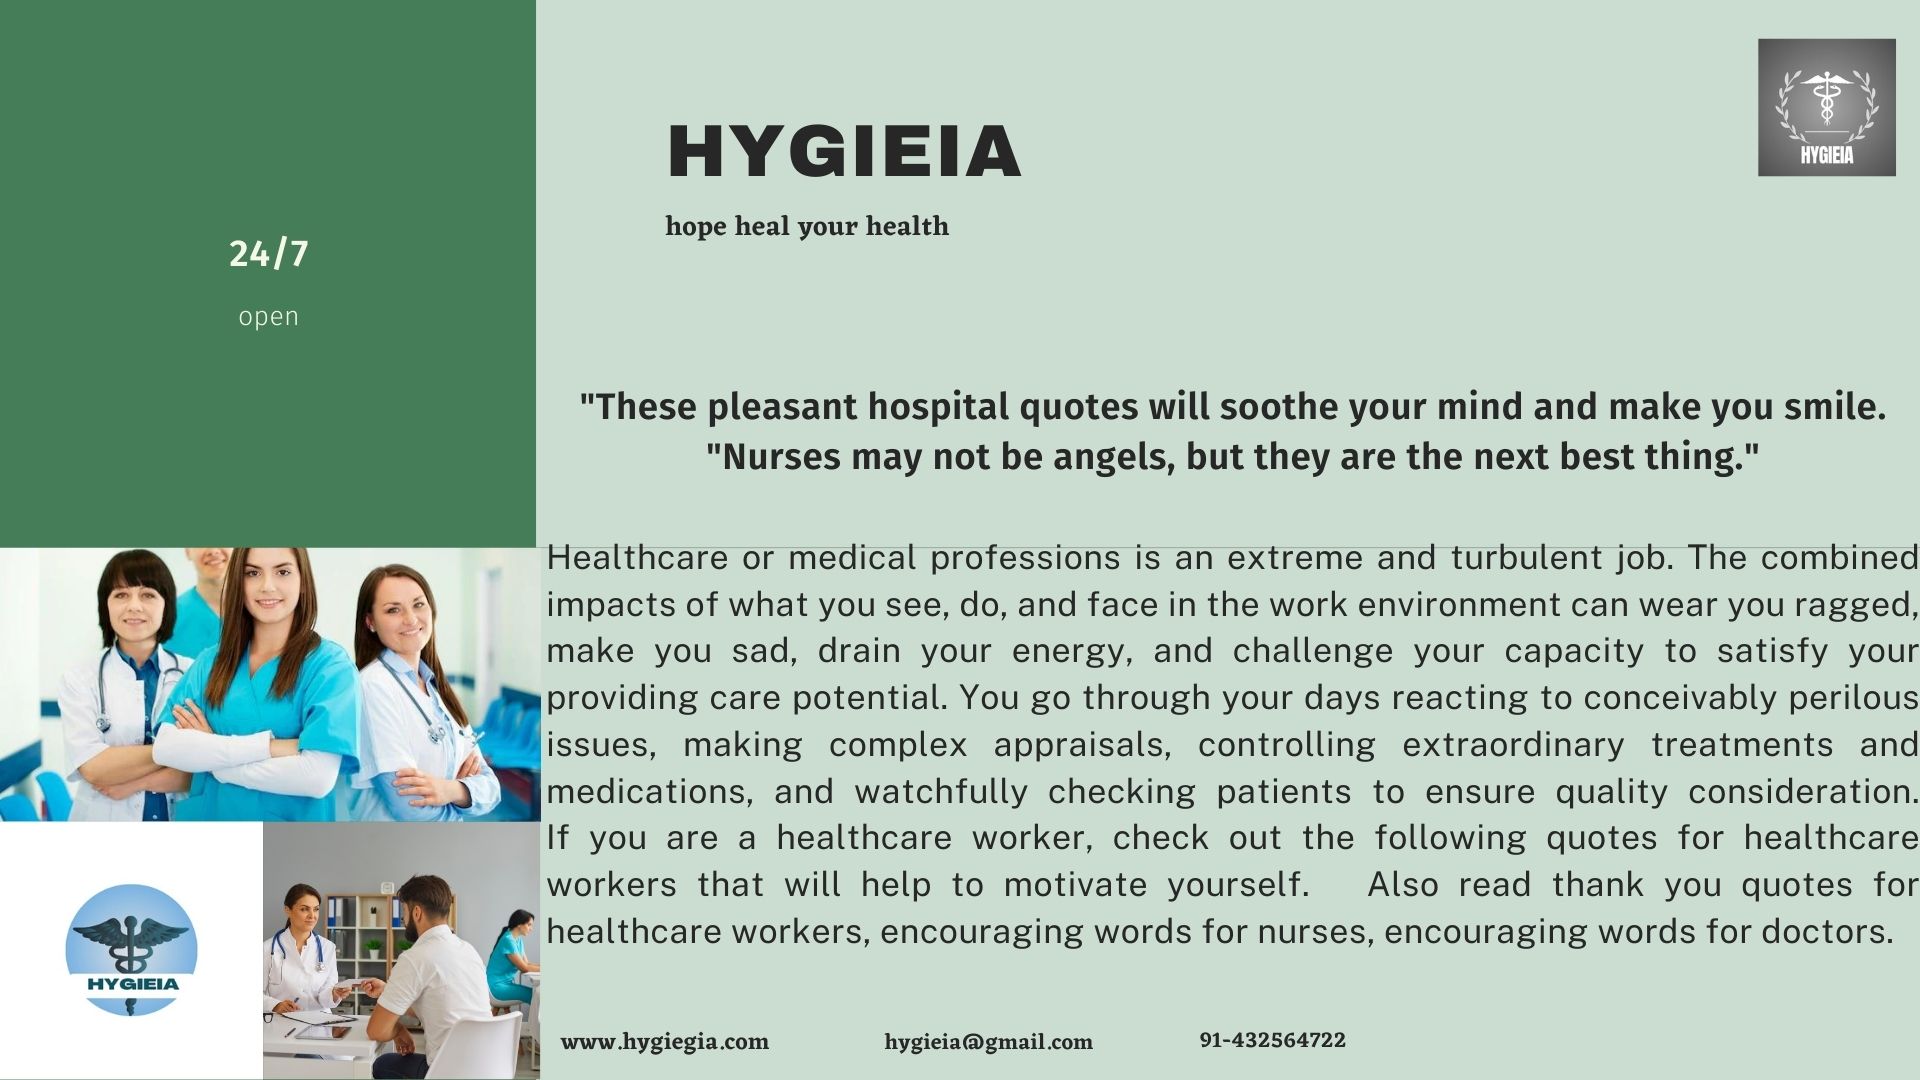 24/7
open
HYGIEIA
hope heal your health
HYGIEIA
"These pleasant hospital quotes will soothe your mind and make you smile.
"Nurses may not be angels, but they are the next best thing."
Healthcare or medical professions is an extreme and turbulent job. The combined
impacts of what you see, do, and face in the work environment can wear you ragged,
make you sad, drain your energy, and challenge your capacity to satisfy your
providing care potential. You go through your days reacting to conceivably perilous
issues, making complex appraisals, controlling extraordinary treatments and
medications, and watchfully checking patients to ensure quality consideration.
If you are a healthcare worker, check out the following quotes for healthcare
workers that will help to motivate yourself. Also read thank you quotes for
healthcare workers, encouraging words for nurses, encouraging words for doctors.
HYGIEIA
www.hygiegia.com
hygieia@gmail.com
91-432564722